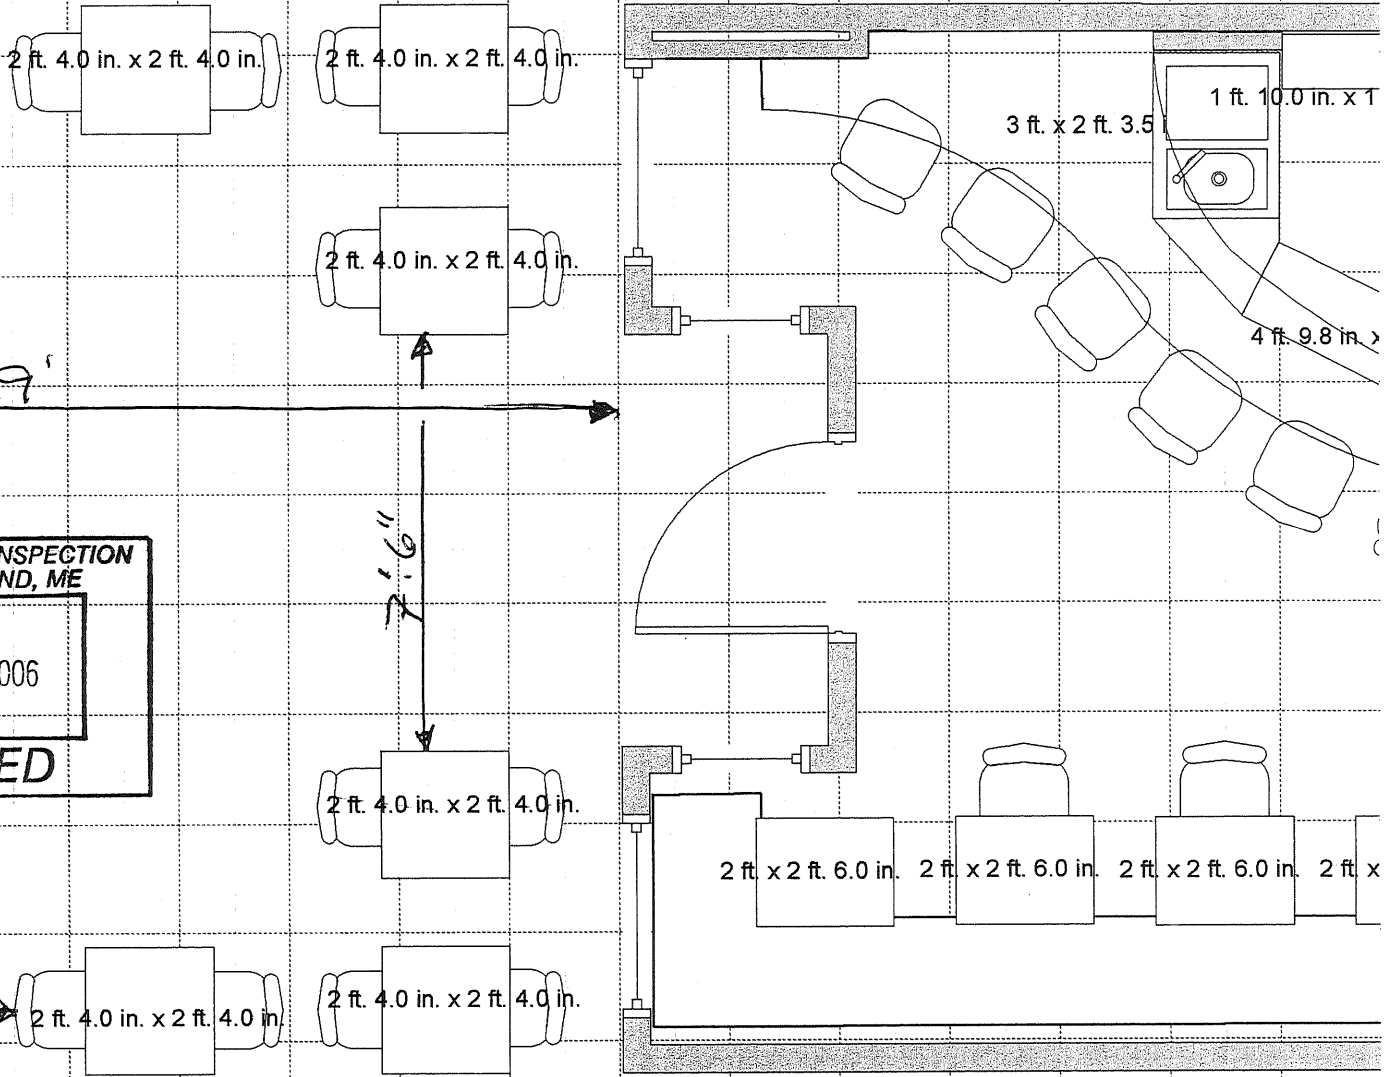 2 ft. 4.0 in. x 2 ft. 4.0 in.
2 ft. 4.0 in. x 2 ft. 4.0 in.
1 ft. 10.0 in. x 1
3 ft. x 2 ft. 3.5 i
2 ft. 4.0 in. x 2 ft. 4.0 in.
4 ft. 9.8 in. x
9'
7'.6"
NSPECTION
ND, ME
006
ED
2 ft. 4.0 in. x 2 ft. 4.0 in.
2 ft. x 2 ft. 6.0 in.
2 ft. x 2 ft. 6.0 in.
2 ft. x 2 ft. 6.0 in.
2 ft. x
2 ft. 4.0 in. x 2 ft. 4.0 in.
2 ft. 4.0 in. x 2 ft. 4.0 in.